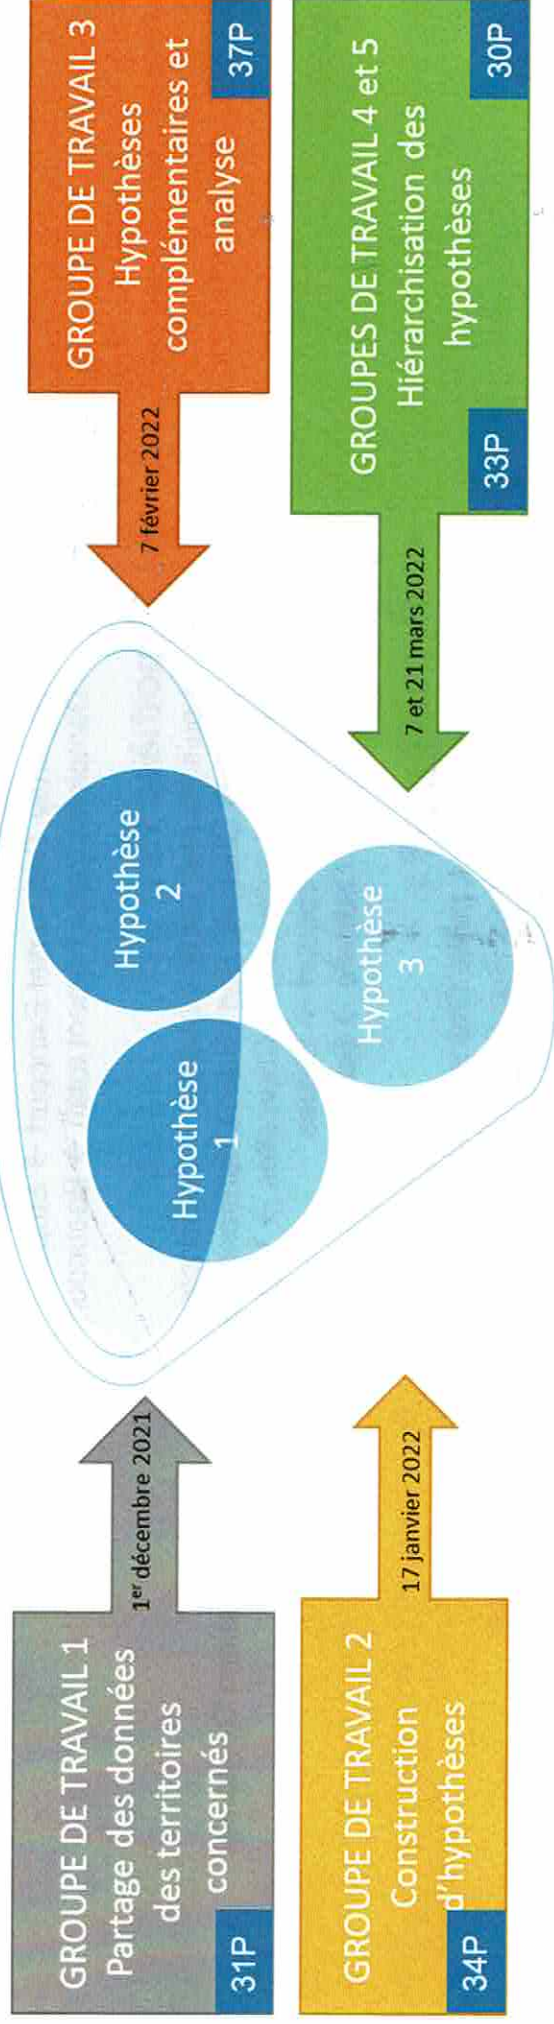 GROUPE DE TRAVAIL 1
Partage des données
des territoires
concernés
31P
1er décembre 2021
GROUPE DE TRAVAIL 2
Construction
d'hypothèses
34P
17 janvier 2022
Hypothèse
1
Hypothèse
2
Hypothèse
3
GROUPE DE TRAVAIL 3
Hypothèses
complémentaires et
analyse
37P
7 février 2022
GROUPES DE TRAVAIL 4 et 5
Hiérarchisation des
hypothèses
33P
30P
7 et 21 mars 2022